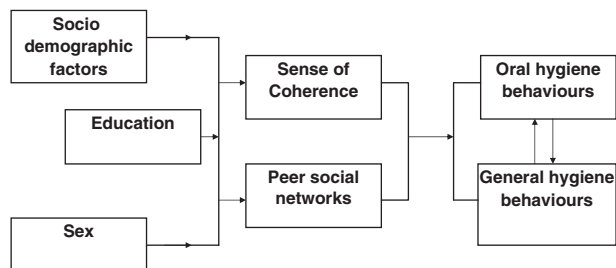 Socio
demographic
factors
Education
Sex
Sense of
Coherence
Peer social
networks
Oral hygiene
behaviours
General hygiene
behaviours